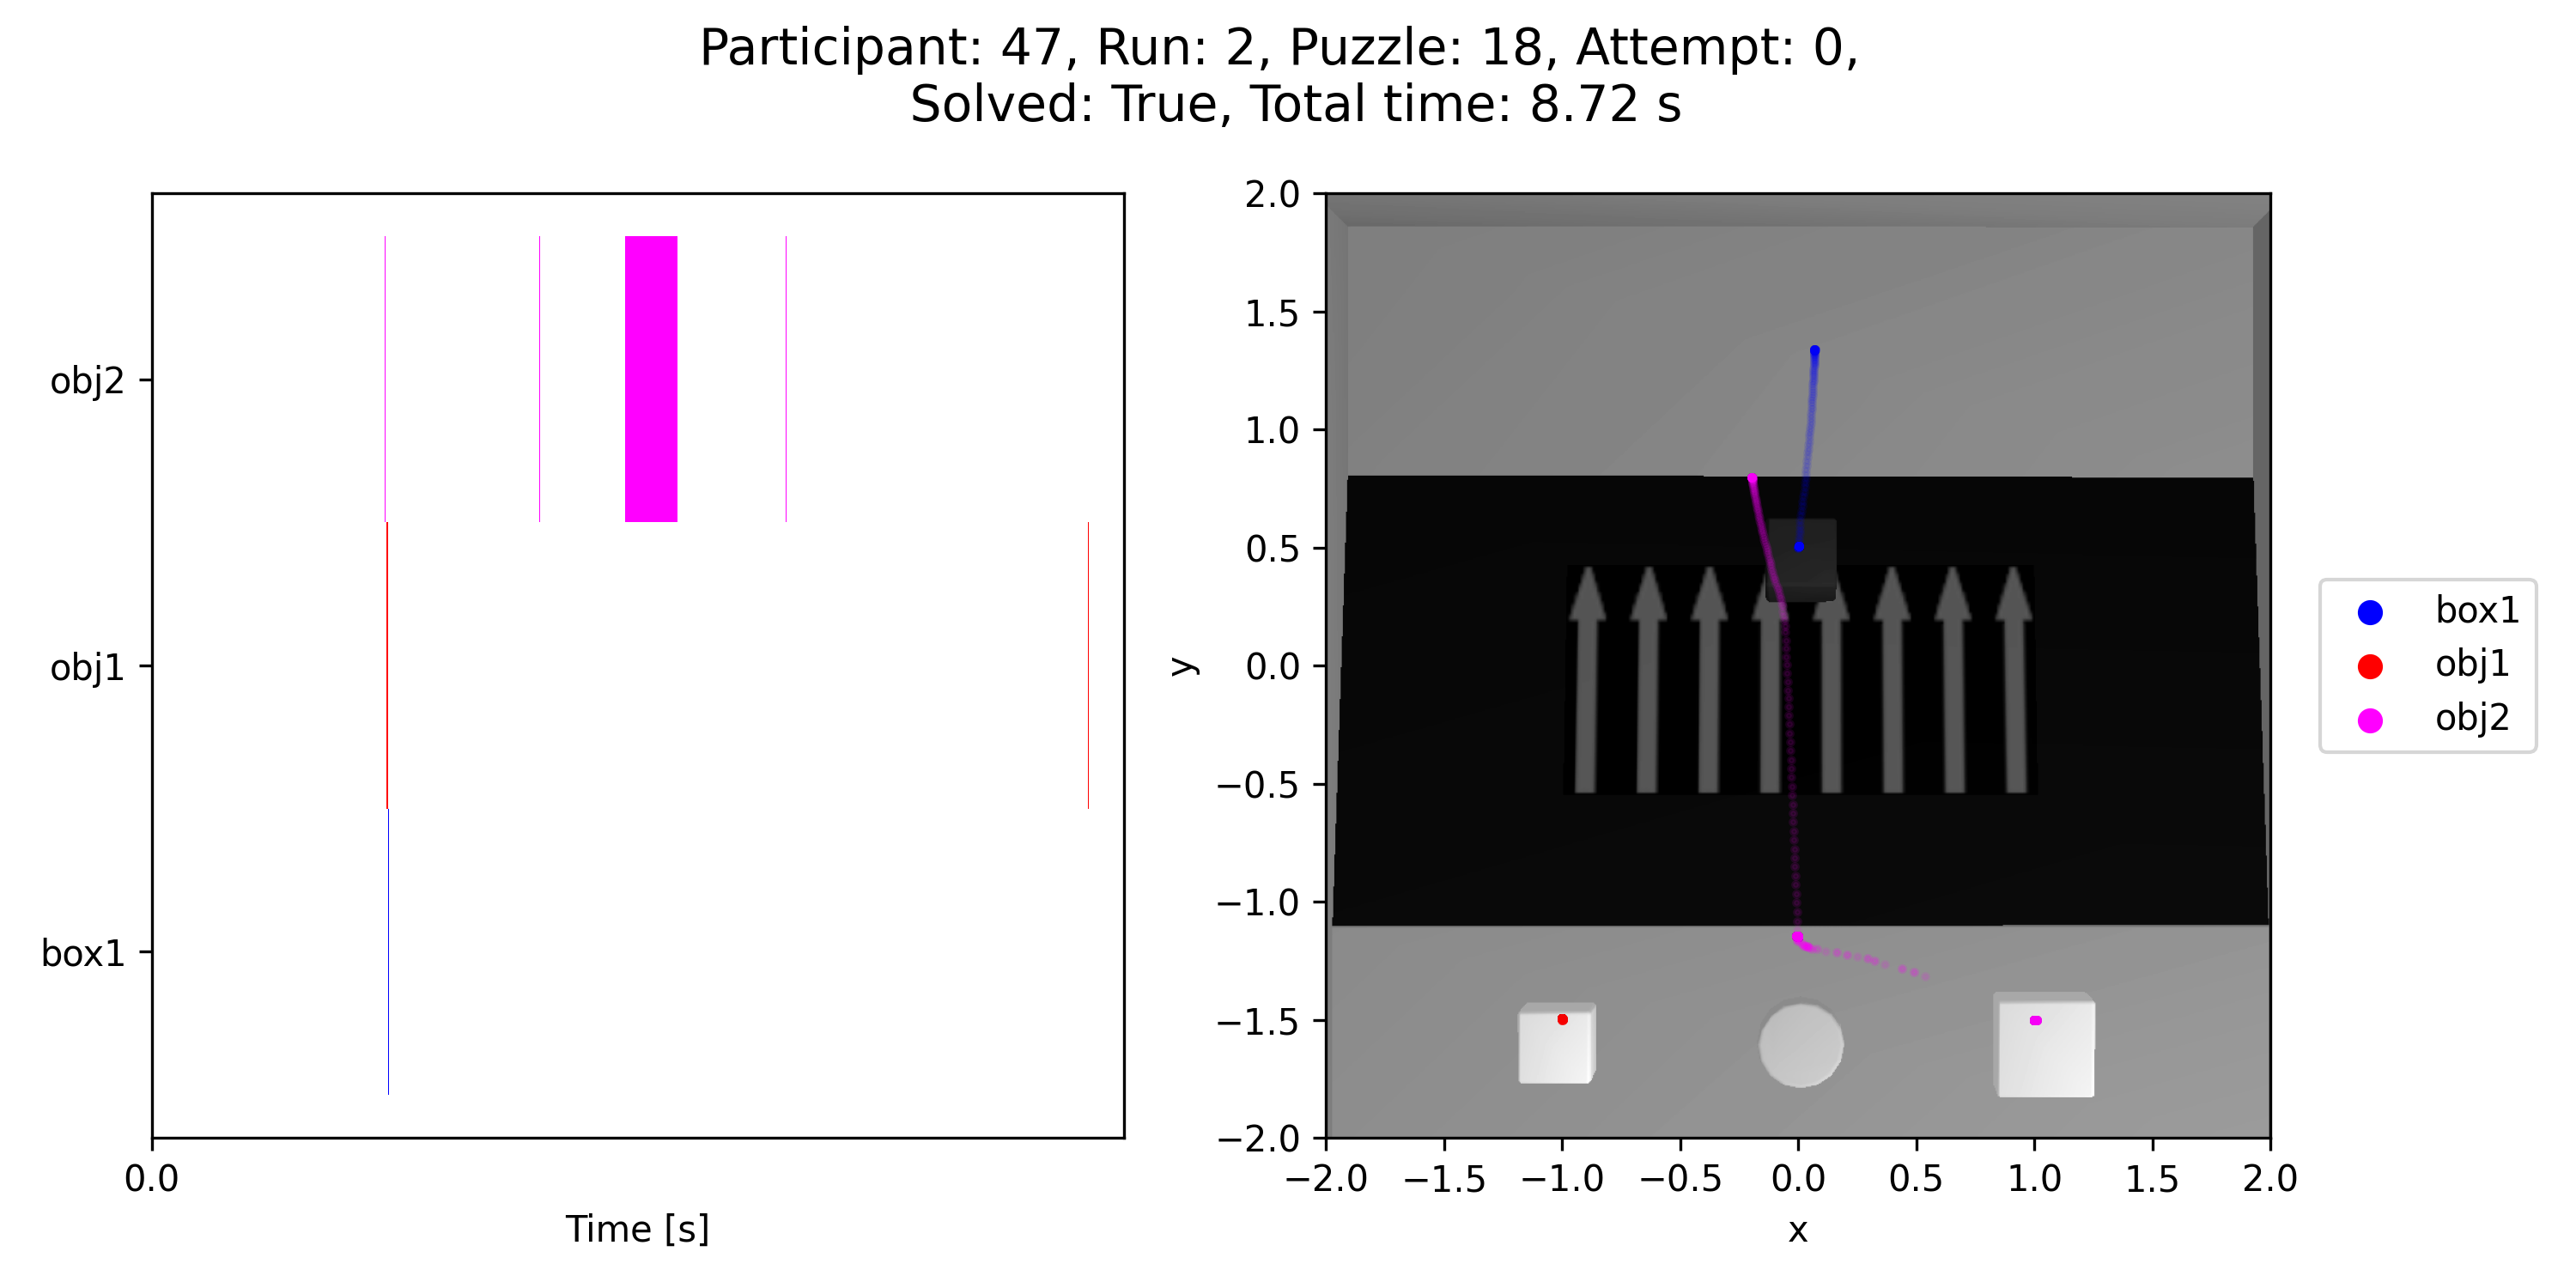 Participant: 47, Run: 2, Puzzle: 18, Attempt: 0,
Solved: True, Total time: 8.72 s
obj2
obj1
box1
0.0
Time [s]
2.0
1.5
1.0
0.5
0.0
−0.5
−1.0
−1.5
−2.0
y
−2.0 −1.5 −1.0 −0.5 0.0 0.5 1.0 1.5 2.0
x
box1
obj1
obj2